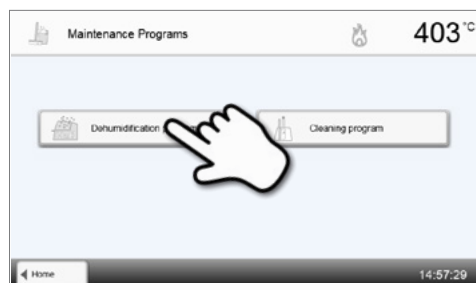 Maintenance Programs
403 °C
Dehumidification
Cleaning program
Home
14:57:29